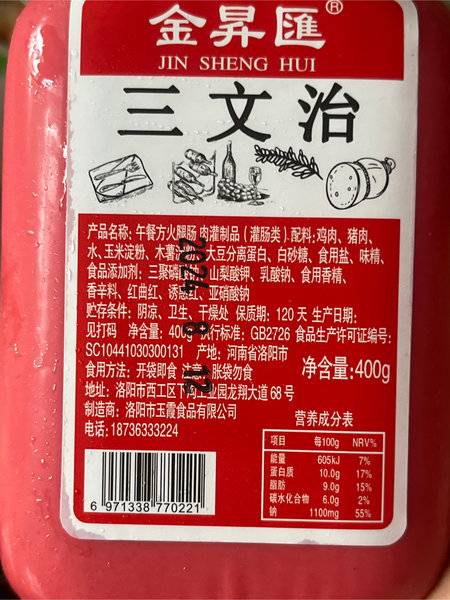 金昇匯®
JIN SHENG HUI
三文治
产品名称: 午餐方火腿肠 肉灌制品（灌肠类）.配料:鸡肉、猪肉、
水、玉米淀粉、木薯 大豆分离蛋白、白砂糖、食用盐、味精、
食品添加剂: 三聚磷 山梨酸钾、乳酸钠、食用香精、
香辛料、红曲红、诱惑红、亚硝酸钠
贮存条件: 阴凉、卫生、干燥处 保质期: 120 天 生产日期:
见打码 净含量: 400g 执行标准: GB2726 食品生产许可证编号:
SC10441030300131 产地: 河南省洛阳市
食用方法: 开袋即食 注意: 胀袋勿食
净含量:400g
地址: 洛阳市西工区下 工业园龙翔大道 68 号
制造商: 洛阳市玉霞食品有限公司
电话: 18736333224
2024 8 12
营养成分表
项目 每100g NRV%
能量 605kJ 7%
蛋白质 10.0g 17%
脂肪 9.0g 15%
碳水化合物 6.0g 2%
钠 1100mg 55%
6 971338 770221